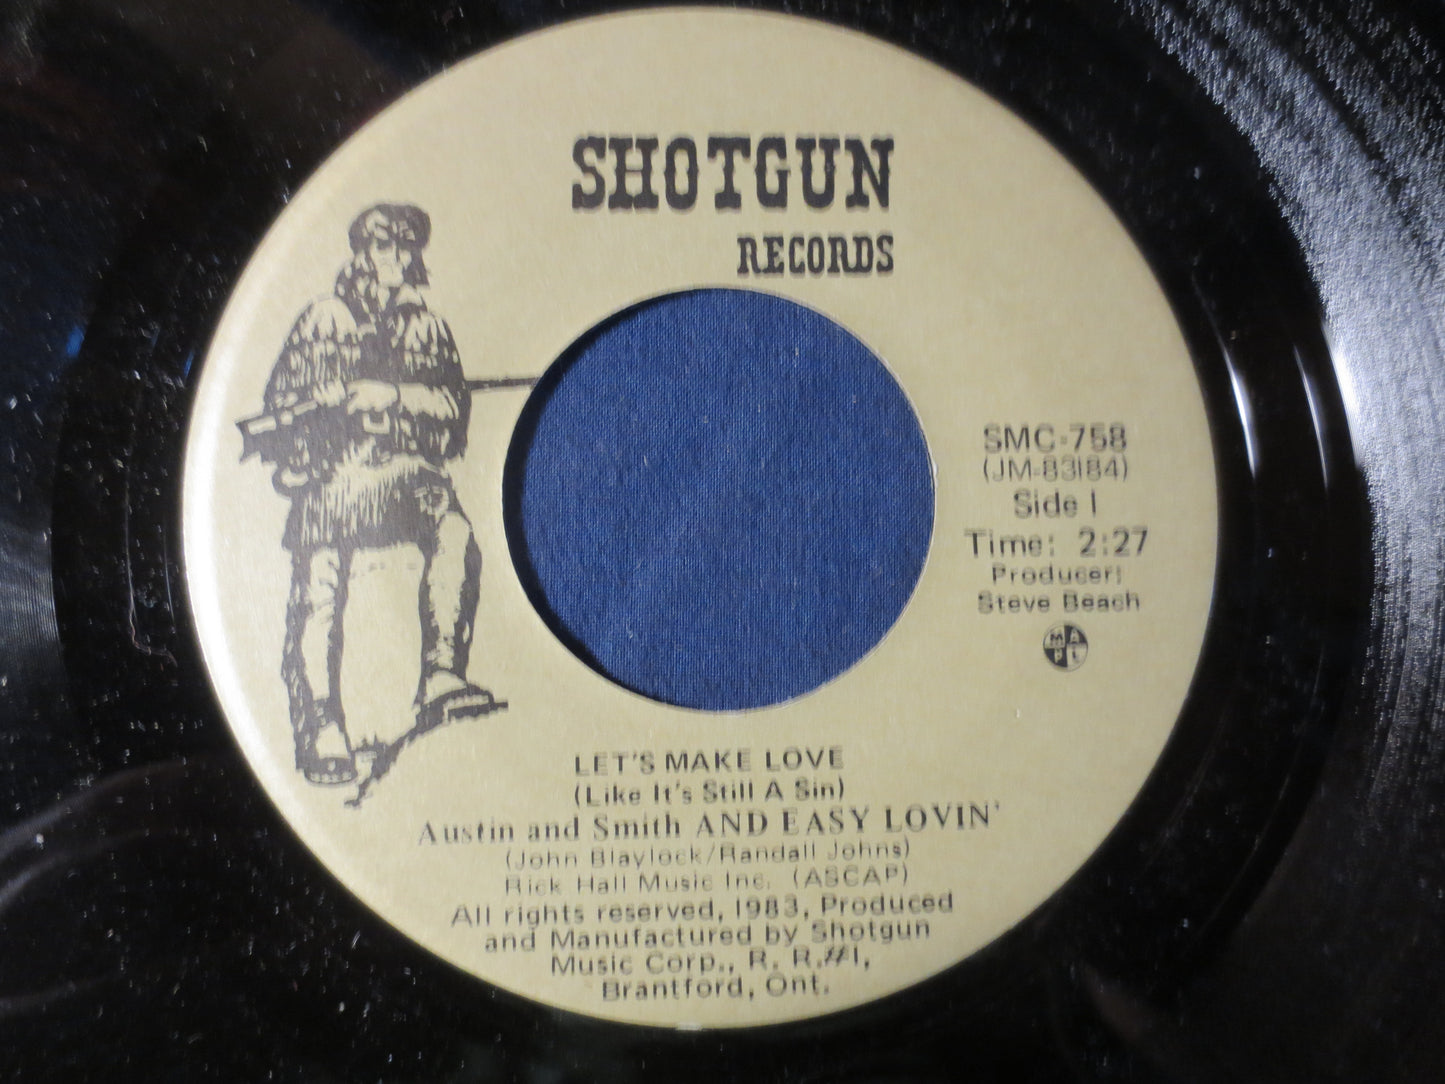 SHOTGUN
RECORDS
SMC-758
(JM-83184)
Side 1
Time: 2:27
Producer:
Steve Beach
M A
P L
LET'S MAKE LOVE
(Like It's Still A Sin)
Austin and Smith AND EASY LOVIN'
(John Blaylock/Randall Johns)
Rick Hall Music Inc. (ASCAP)
All rights reserved, 1983, Produced
and Manufactured by Shotgun
Music Corp., R. R.#1,
Brantford, Ont.